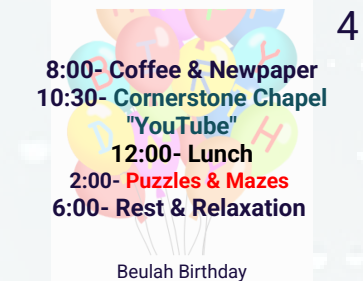 4
8:00- Coffee & Newpaper
10:30- Cornerstone Chapel
"YouTube"
12:00- Lunch
2:00- Puzzles & Mazes
6:00- Rest & Relaxation
Beulah Birthday